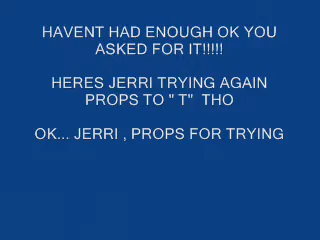 HAVENT HAD ENOUGH OK YOU
ASKED FOR IT!!!!!
HERES JERRI TRYING AGAIN
PROPS TO " T"  THO
OK... JERRI , PROPS FOR TRYING